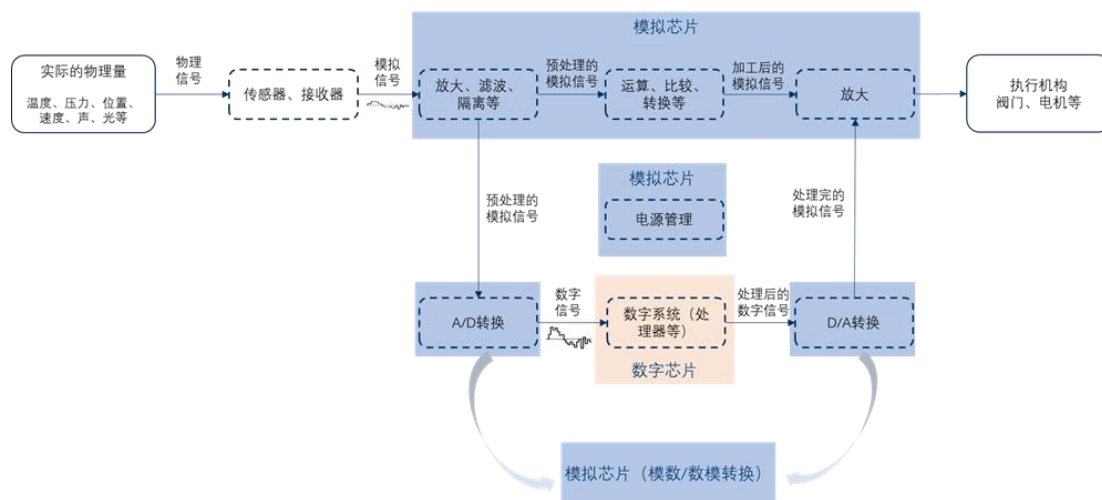 模拟芯片
实际的物理量
温度、压力、位置、
速度、声、光等
物理
信号
传感器、接收器
模拟
信号
放大、滤波、
隔离等
预处理的
模拟信号
运算、比较、
转换等
加工后的
模拟信号
放大
执行机构
阀门、电机等
预处理的
模拟信号
模拟芯片
电源管理
处理完的
模拟信号
A/D转换
数字
信号
数字系统（处
理器等）
数字芯片
处理后的
数字信号
D/A转换
模拟芯片（模数/数模转换）